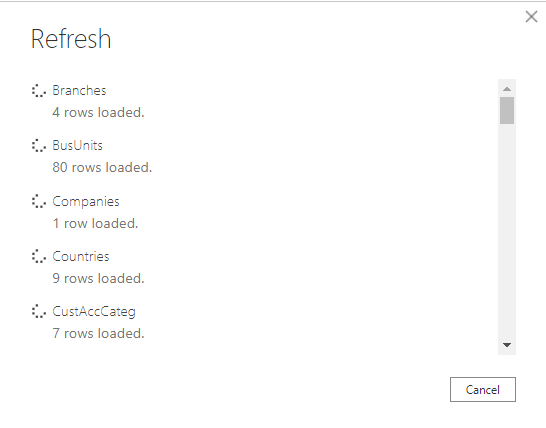 Refresh
Branches
4 rows loaded.
BusUnits
80 rows loaded.
Companies
1 row loaded.
Countries
9 rows loaded.
CustAccCateg
7 rows loaded.
Cancel